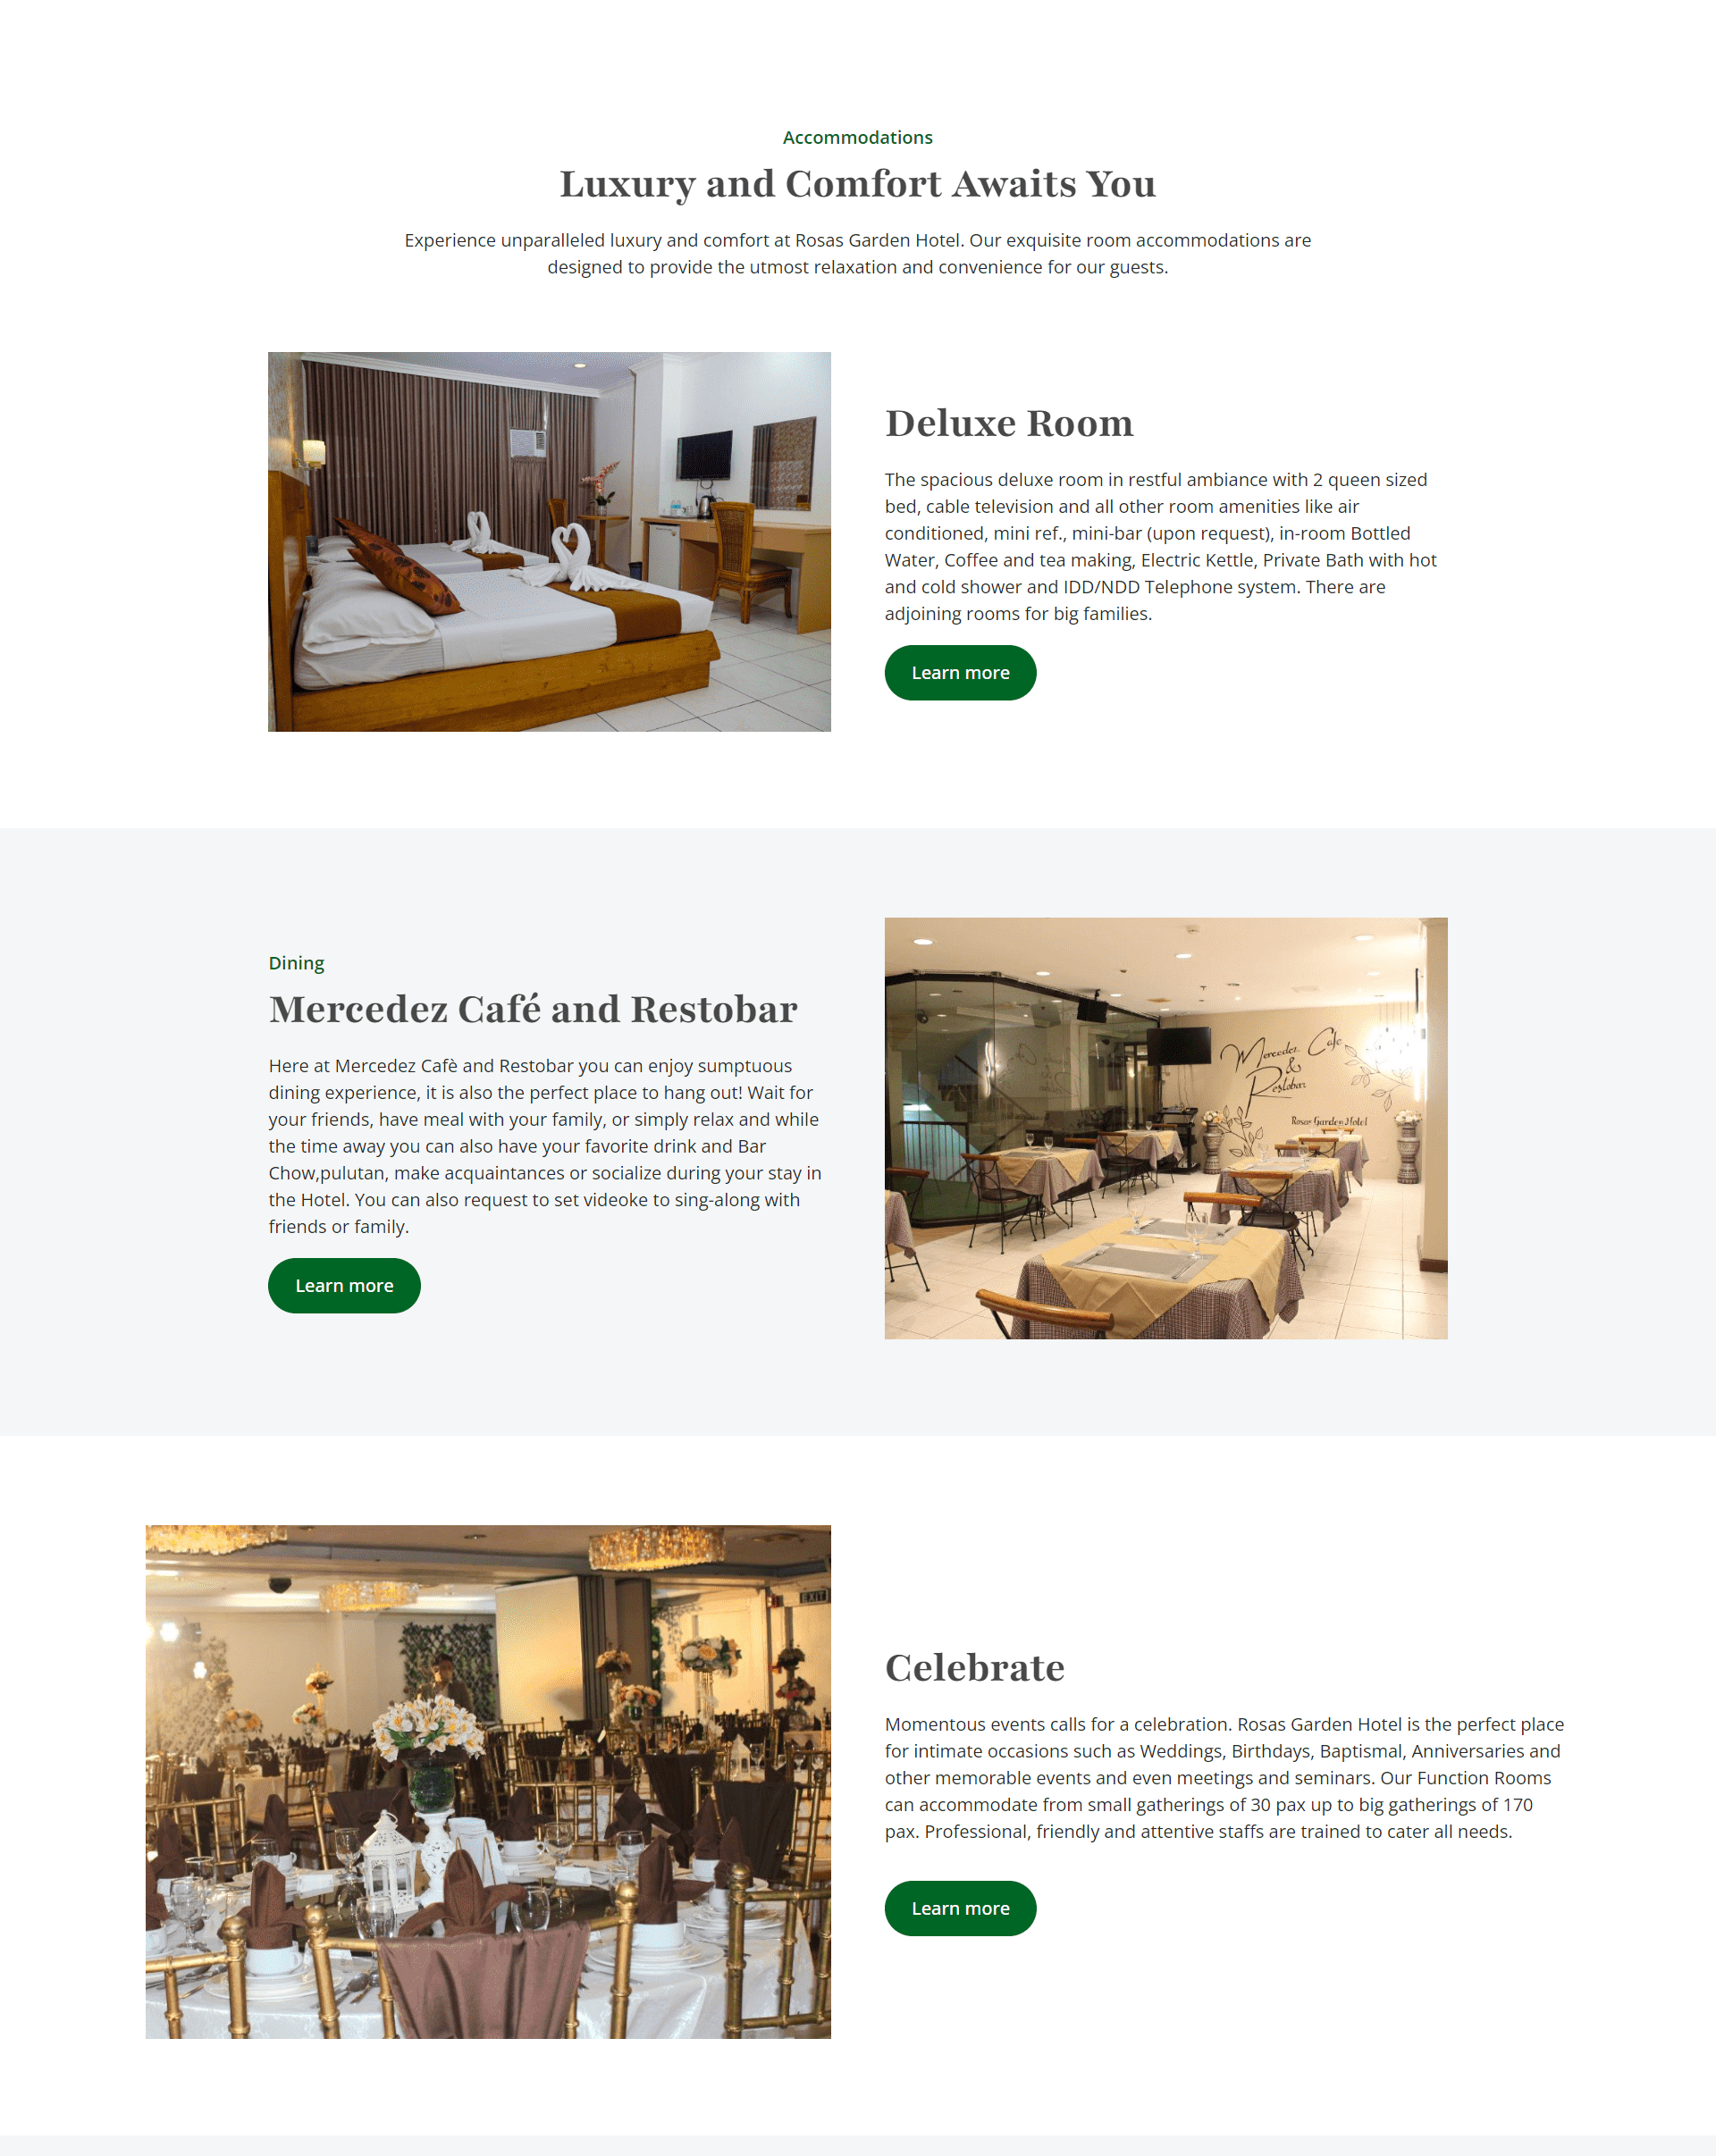 Accommodations
Luxury and Comfort Awaits You
Experience unparalleled luxury and comfort at Rosas Garden Hotel. Our exquisite room accommodations are
designed to provide the utmost relaxation and convenience for our guests.
Deluxe Room
The spacious deluxe room in restful ambiance with 2 queen sized
bed, cable television and all other room amenities like air
conditioned, mini ref., mini-bar (upon request), in-room Bottled
Water, Coffee and tea making, Electric Kettle, Private Bath with hot
and cold shower and IDD/NDD Telephone system. There are
adjoining rooms for big families.
Learn more
Dining
Mercedez Café and Restobar
Here at Mercedez Cafè and Restobar you can enjoy sumptuous
dining experience, it is also the perfect place to hang out! Wait for
your friends, have meal with your family, or simply relax and while
the time away you can also have your favorite drink and Bar
Chow,pulutan, make acquaintances or socialize during your stay in
the Hotel. You can also request to set videoke to sing-along with
friends or family.
Learn more
Mercedez Cafe
&
Restobar
Rosas Garden Hotel
EXIT
Celebrate
Momentous events calls for a celebration. Rosas Garden Hotel is the perfect place
for intimate occasions such as Weddings, Birthdays, Baptismal, Anniversaries and
other memorable events and even meetings and seminars. Our Function Rooms
can accommodate from small gatherings of 30 pax up to big gatherings of 170
pax. Professional, friendly and attentive staffs are trained to cater all needs.
Learn more